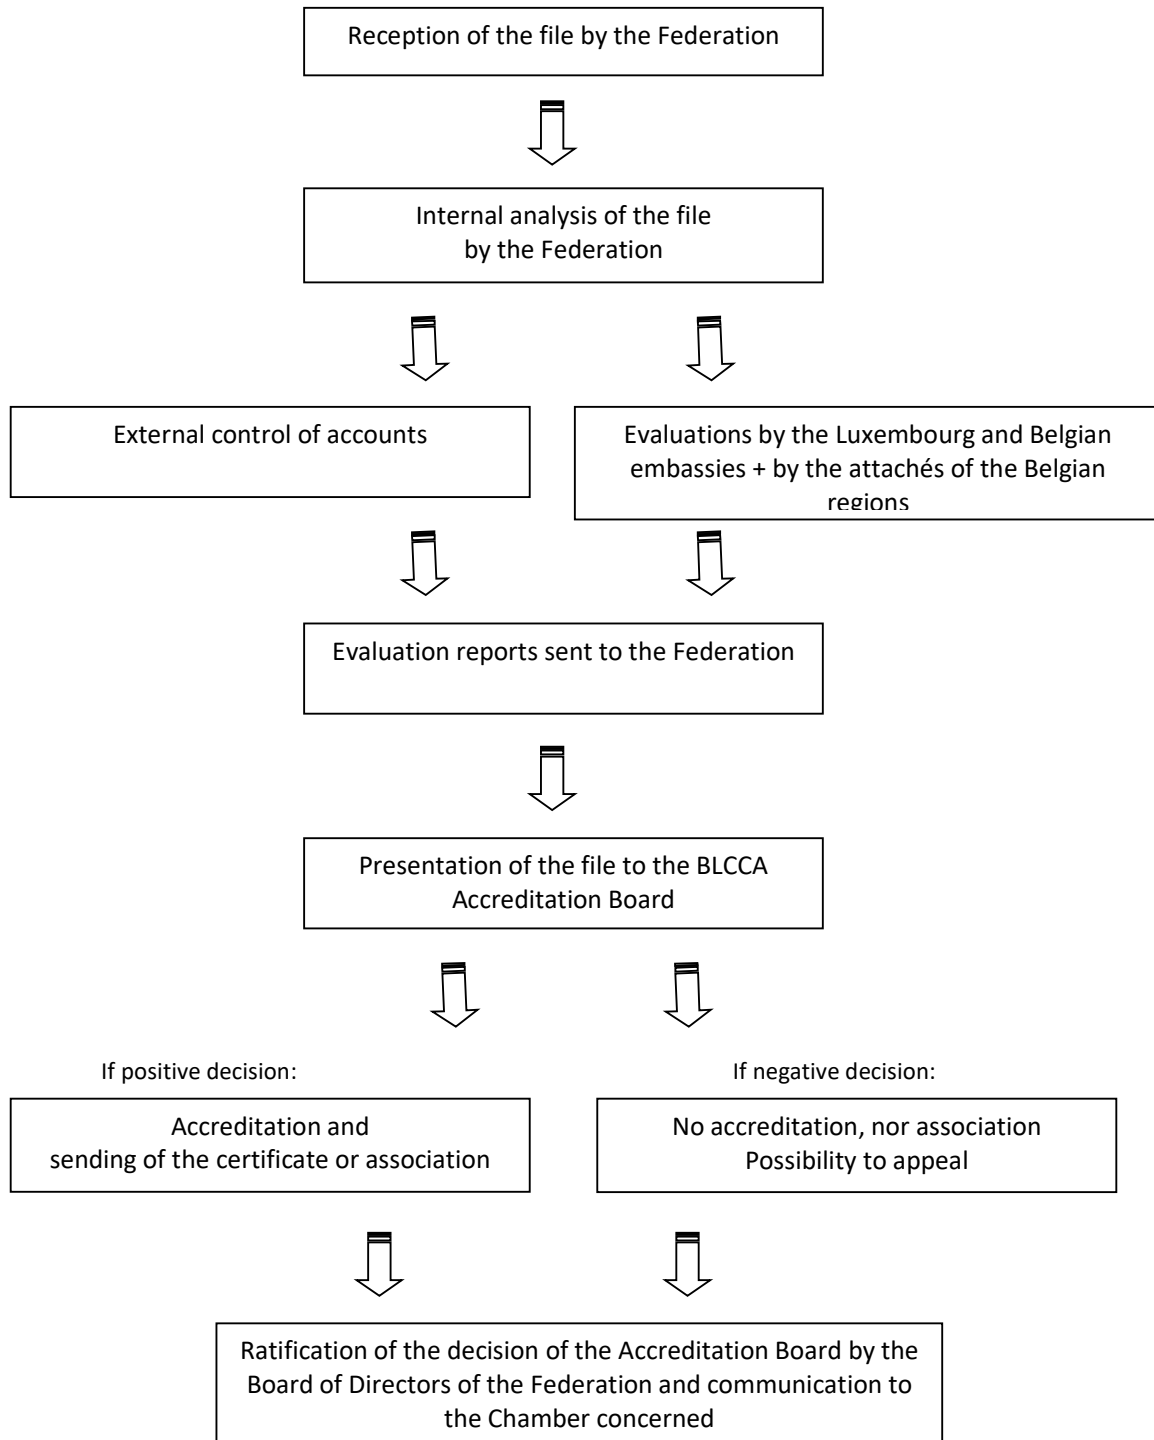 Reception of the file by the Federation
Internal analysis of the file
by the Federation
External control of accounts
Evaluations by the Luxembourg and Belgian
embassies + by the attachés of the Belgian
regions
Evaluation reports sent to the Federation
Presentation of the file to the BLCCA
Accreditation Board
If positive decision:
Accreditation and
sending of the certificate or association
If negative decision:
No accreditation, nor association
Possibility to appeal
Ratification of the decision of the Accreditation Board by the
Board of Directors of the Federation and communication to
the Chamber concerned